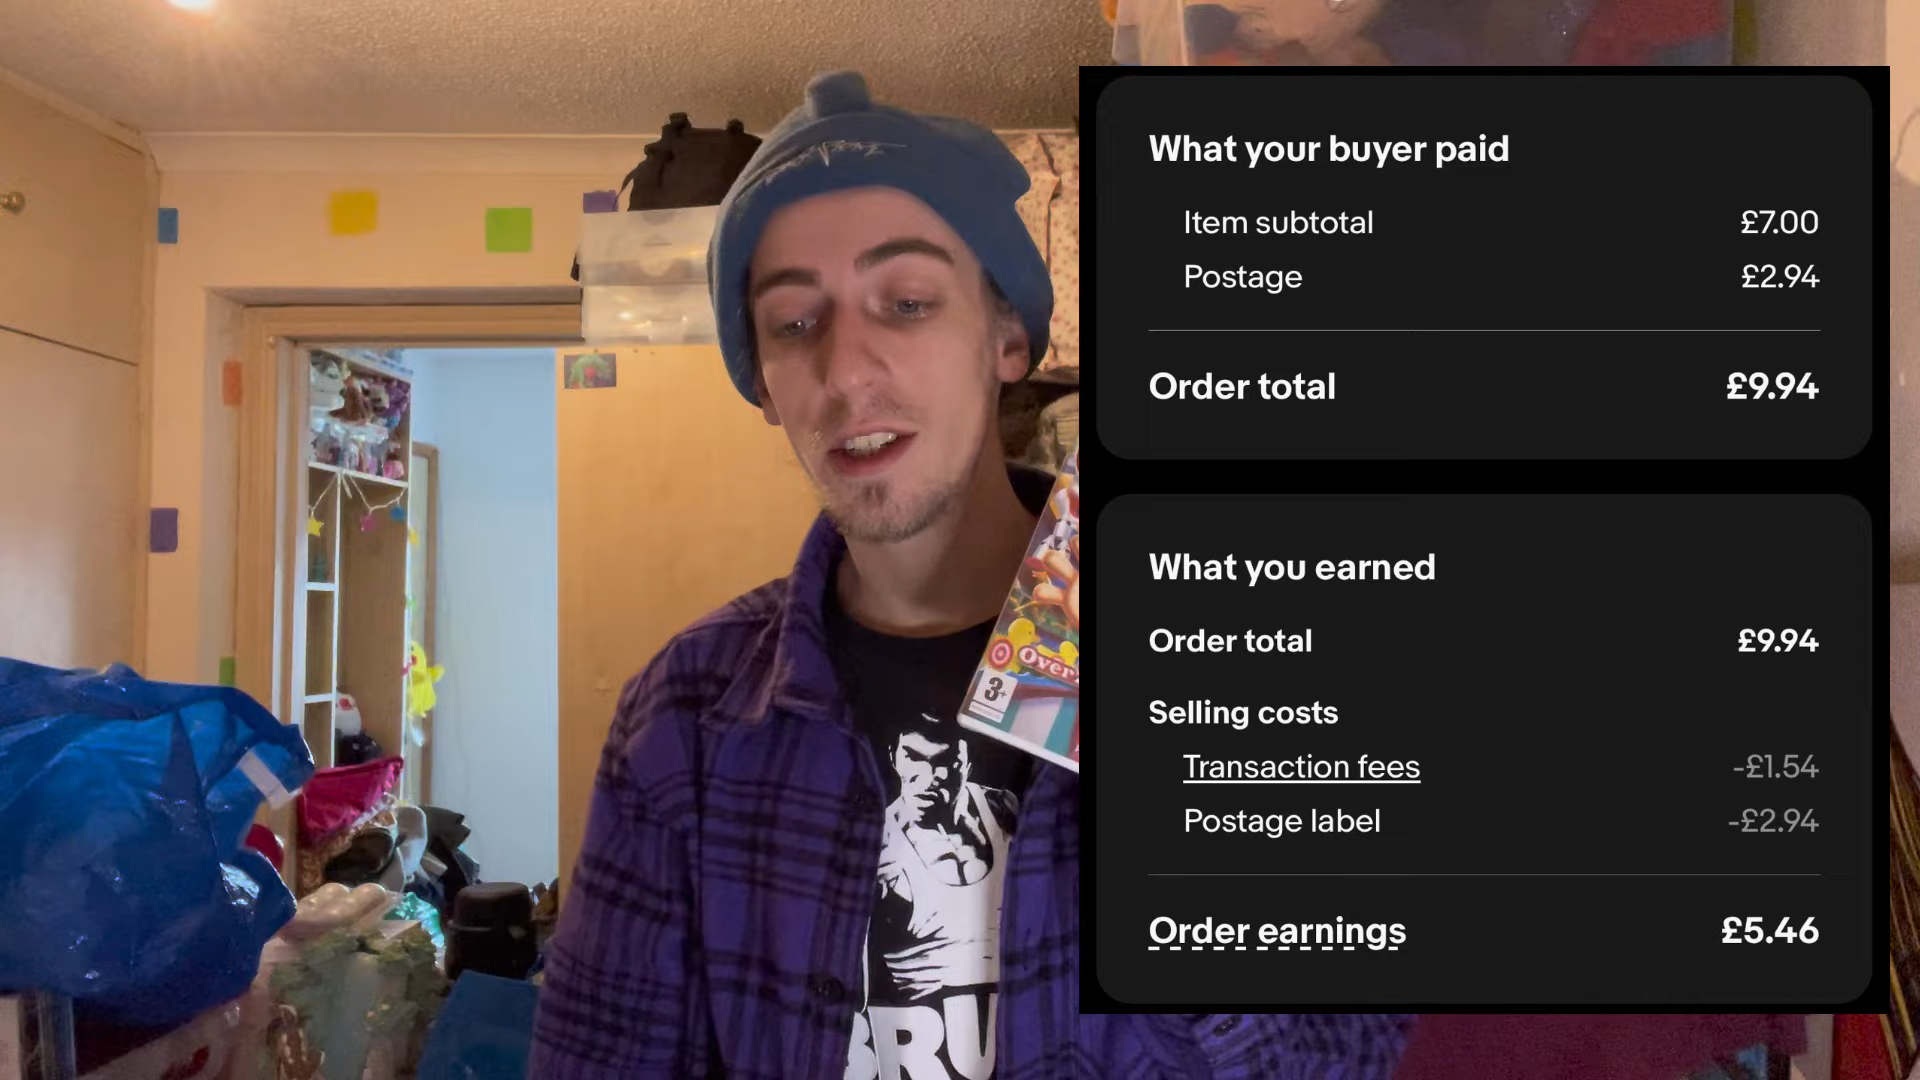 What your buyer paid
Item subtotal £7.00
Postage £2.94
Order total £9.94
What you earned
Order total £9.94
Selling costs
Transaction fees -£1.54
Postage label -£2.94
Order earnings £5.46
Over
3+
BRU